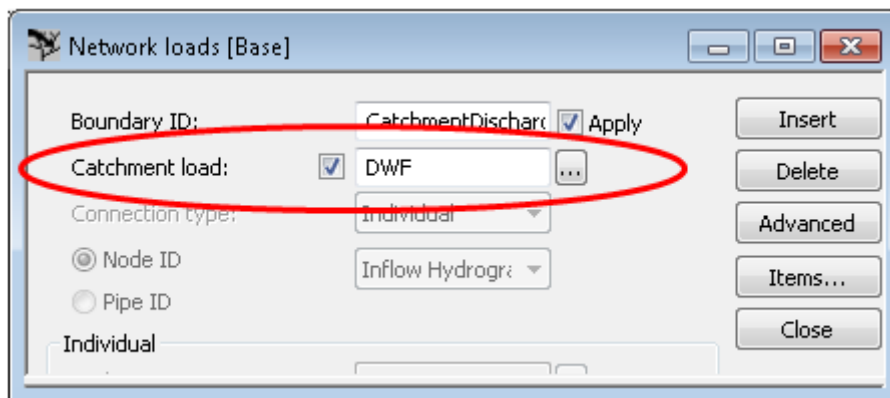 Network loads [Base]
Boundary ID: CatchmentDischar Apply Insert
Catchment load: DWF ... Delete
Connection type: Individual Advanced
Node ID Inflow Hydrogra Items...
Pipe ID Close
Individual